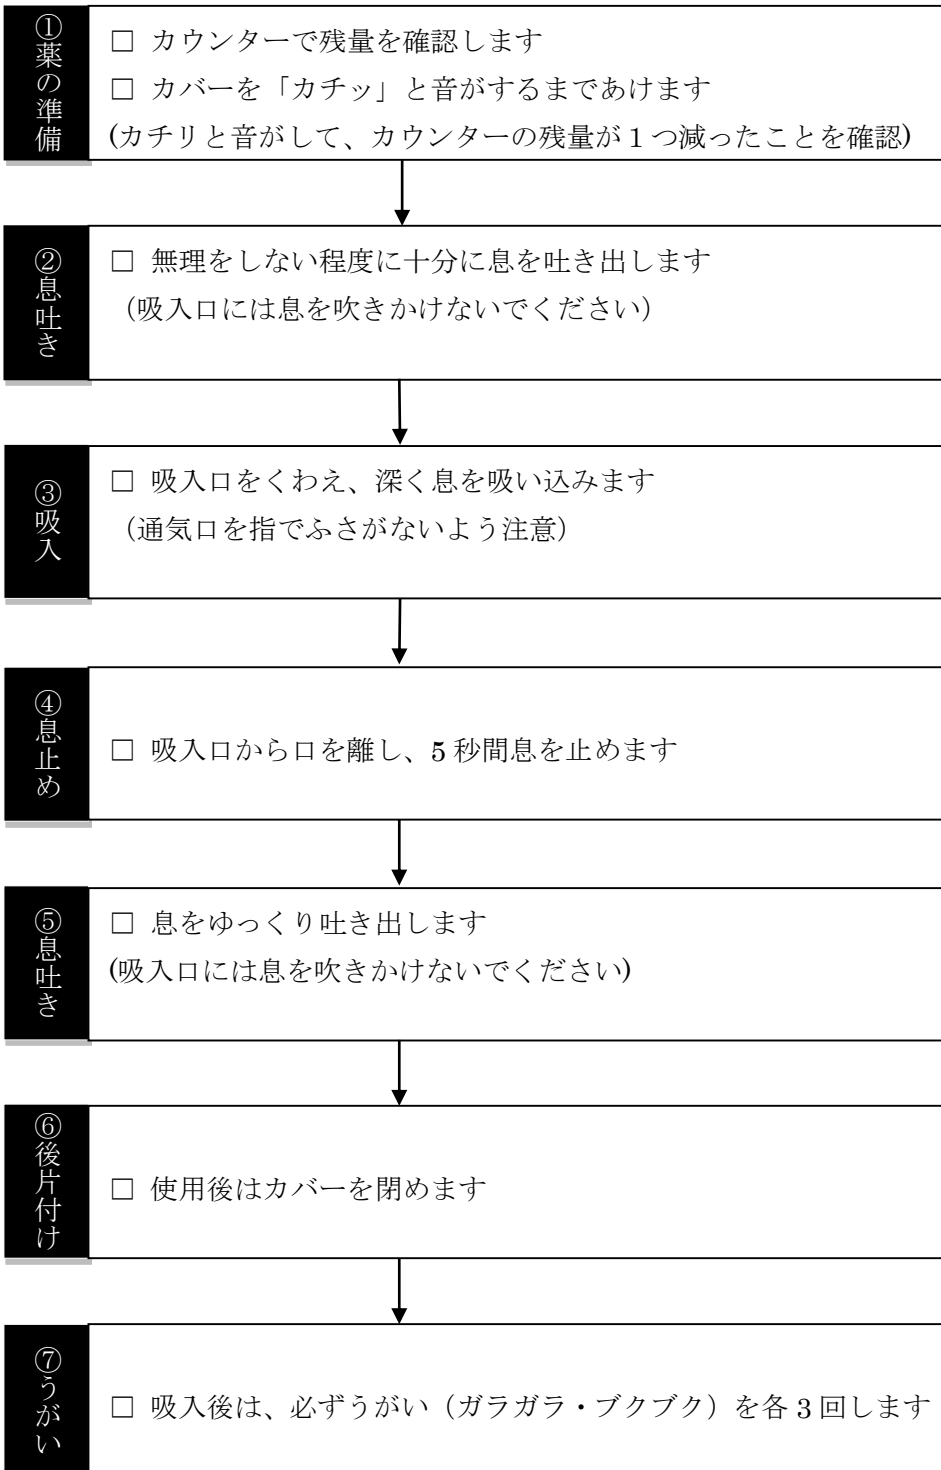 ①薬の準備
□ カウンターで残量を確認します
□ カバーを「カチッ」と音がするまであけます
(カチリと音がして、カウンターの残量が1つ減ったことを確認)
②息吐き
□ 無理をしない程度に十分に息を吐き出します
（吸入口には息を吹きかけないでください）
③吸入
□ 吸入口をくわえ、深く息を吸い込みます
（通気口を指でふさがないよう注意）
④息止め
□ 吸入口から口を離し、5秒間息を止めます
⑤息吐き
□ 息をゆっくり吐き出します
(吸入口には息を吹きかけないでください)
⑥後片付け
□ 使用後はカバーを閉めます
⑦うがい
□ 吸入後は、必ずうがい（ガラガラ・ブクブク）を各3回します